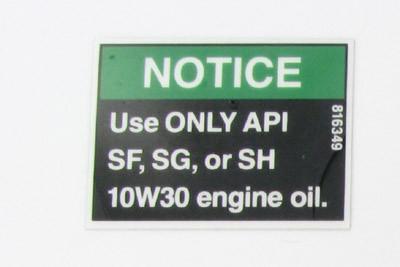 NOTICE
Use ONLY API
SF, SG, or SH
10W30 engine oil.
816349